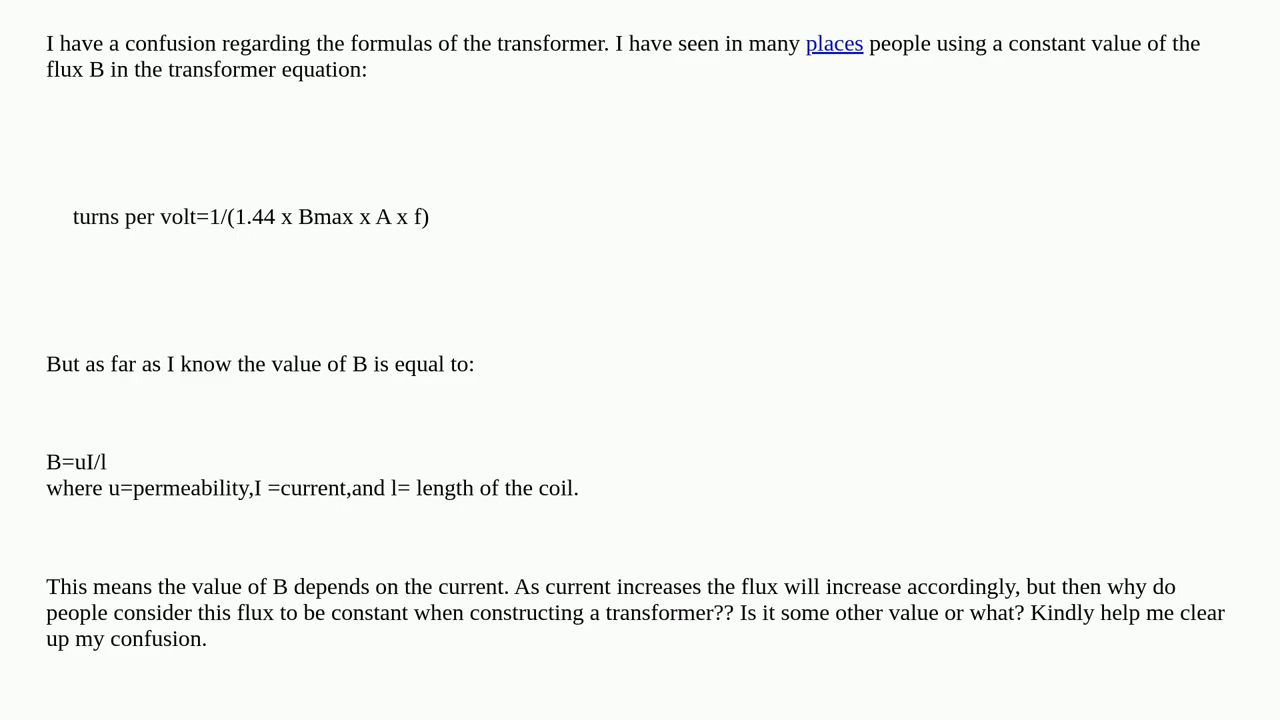 I have a confusion regarding the formulas of the transformer. I have seen in many places people using a constant value of the
flux B in the transformer equation:
turns per volt=1/(1.44 x Bmax x A x f)
But as far as I know the value of B is equal to:
B=uI/l
where u=permeability,I =current,and l= length of the coil.
This means the value of B depends on the current. As current increases the flux will increase accordingly, but then why do
people consider this flux to be constant when constructing a transformer?? Is it some other value or what? Kindly help me clear
up my confusion.